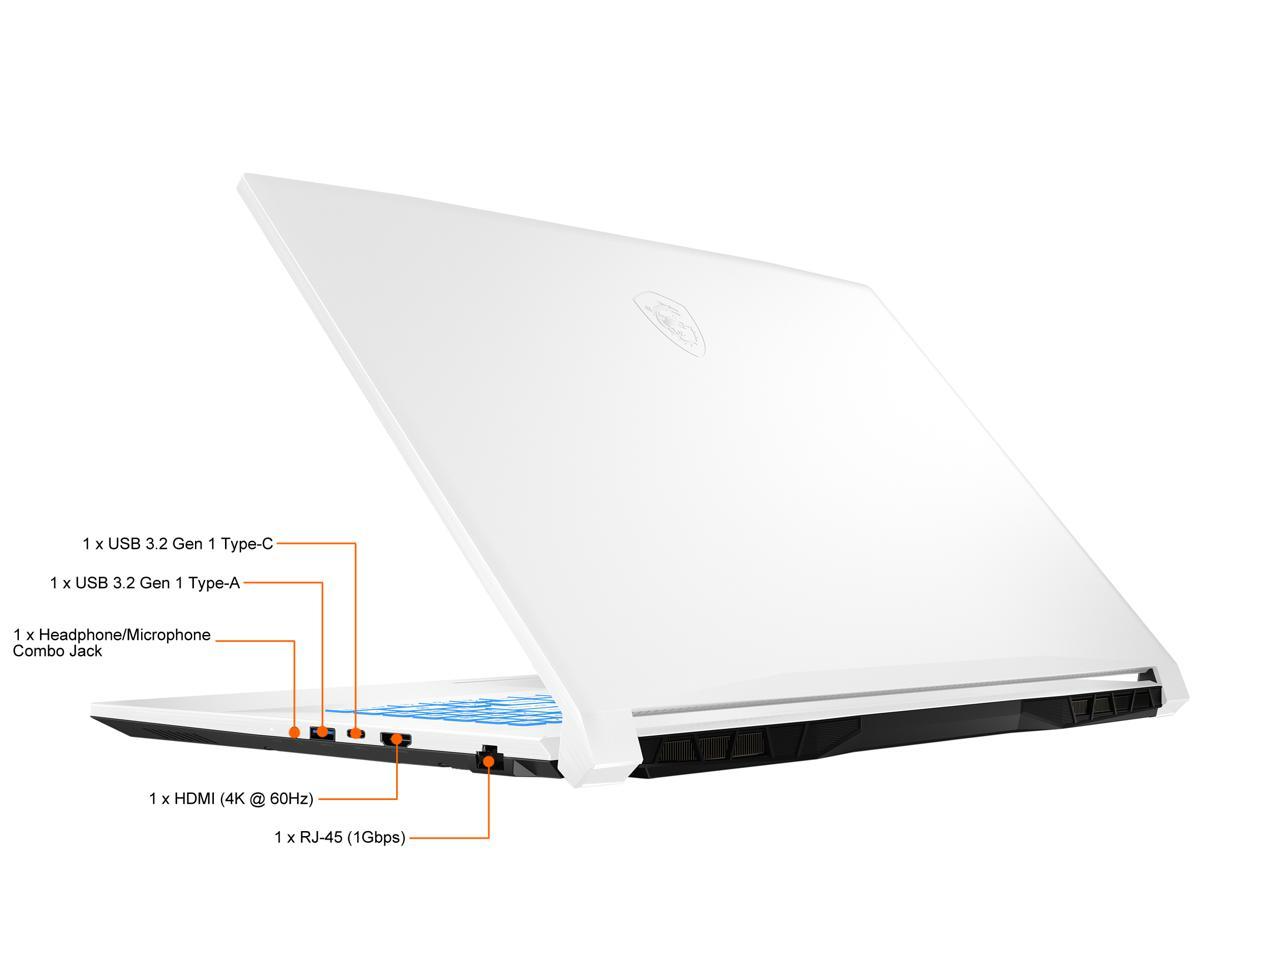 1 x USB 3.2 Gen 1 Type-C
1 x USB 3.2 Gen 1 Type-A
1 x Headphone/Microphone
Combo Jack
1 x HDMI (4K @ 60Hz)
1 x RJ-45 (1Gbps)